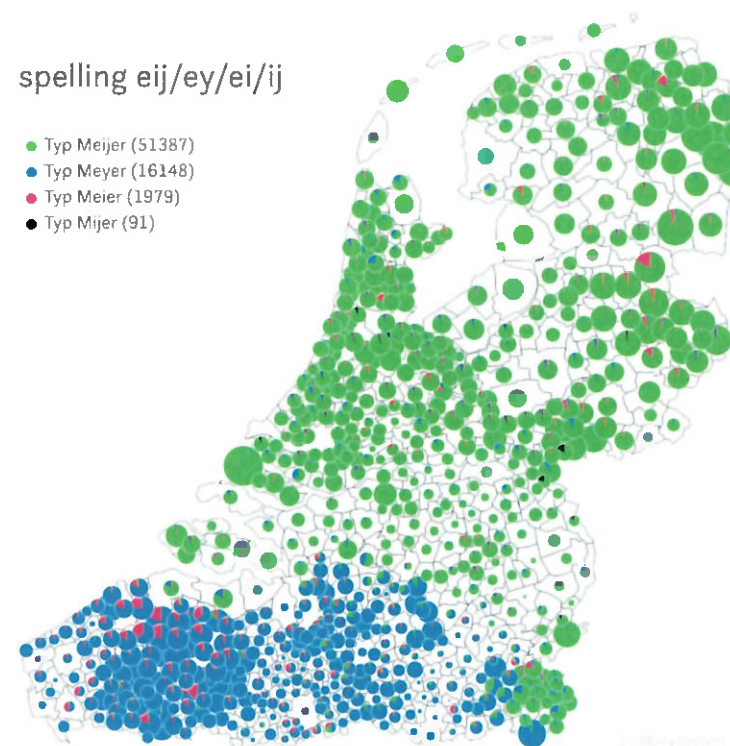 spelling eij/ey/ei/ij
Typ Meijer (51387)
Typ Meyer (16148)
Typ Meier (1979)
Typ Mijer (91)